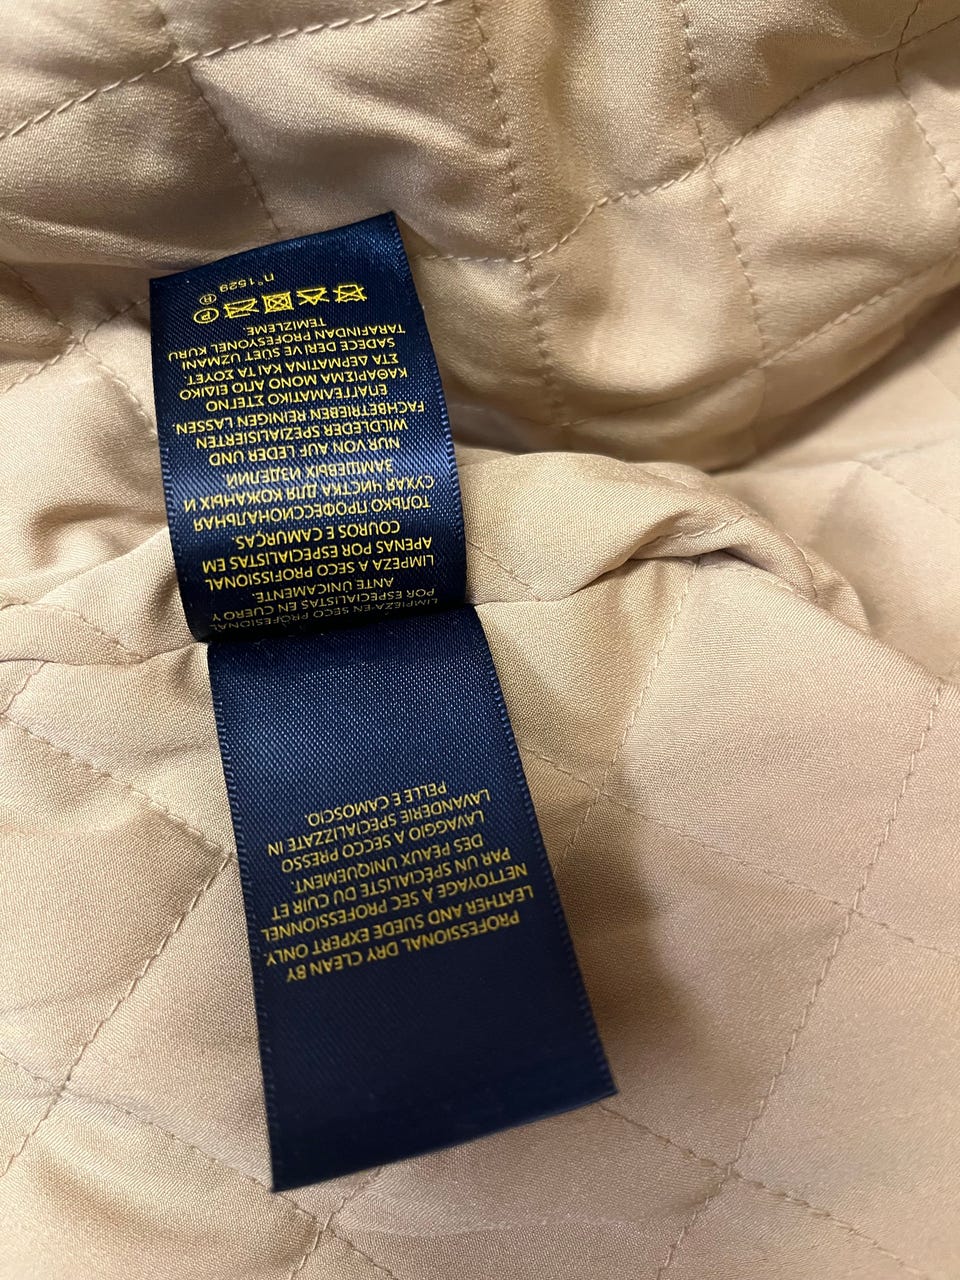 PROFESSIONAL DRY CLEAN BY
LEATHER AND SUEDE EXPERT ONLY.
NETTOYAGE A SEC PROFESSIONNEL
PAR UN SPECIALISTE DU CUIR ET
DES PEAUX UNIQUEMENT.
LAVAGGIO A SECCO PRESSO
LAVANDERIE SPECIALIZZATE IN
PELLE E CAMOSCIO.
LIMPIEZA EN SECO PROFESIONAL
POR ESPECIALISTAS EN CUERO Y
ANTE ÚNICAMENTE.
LIMPEZA A SECO PROFISSIONAL
APENAS POR ESPECIALISTAS EM
COUROS E CAMURÇAS.
ТОЛЬКО ПРОФЕССИОНАЛЬНАЯ
СУХАЯ ЧИСТКА ДЛЯ КОЖАНЫХ И
ЗАМШЕВЫХ ИЗДЕЛИЙ
NUR VON AUF LEDER UND
WILDLEDER SPEZIALISIERTEN
FACHBETRIEBEN REINIGEN LASSEN.
ΕΠΑΓΓΕΛΜΑΤΙΚΟ ΣΤΕΓΝΟ
ΚΑΘΑΡΙΣΜΑ ΜΟΝΟ ΑΠΟ ΕΙΔΙΚΟ
ΣΤΑ ΔΕΡΜΑΤΙΝΑ ΚΑΙ ΤΑ ΣΟΥΕΤ.
SADECE DERİ VE SÜET UZMANI
TARAFINDAN PROFESYONEL KURU
TEMİZLEME.
P
n°1529 R